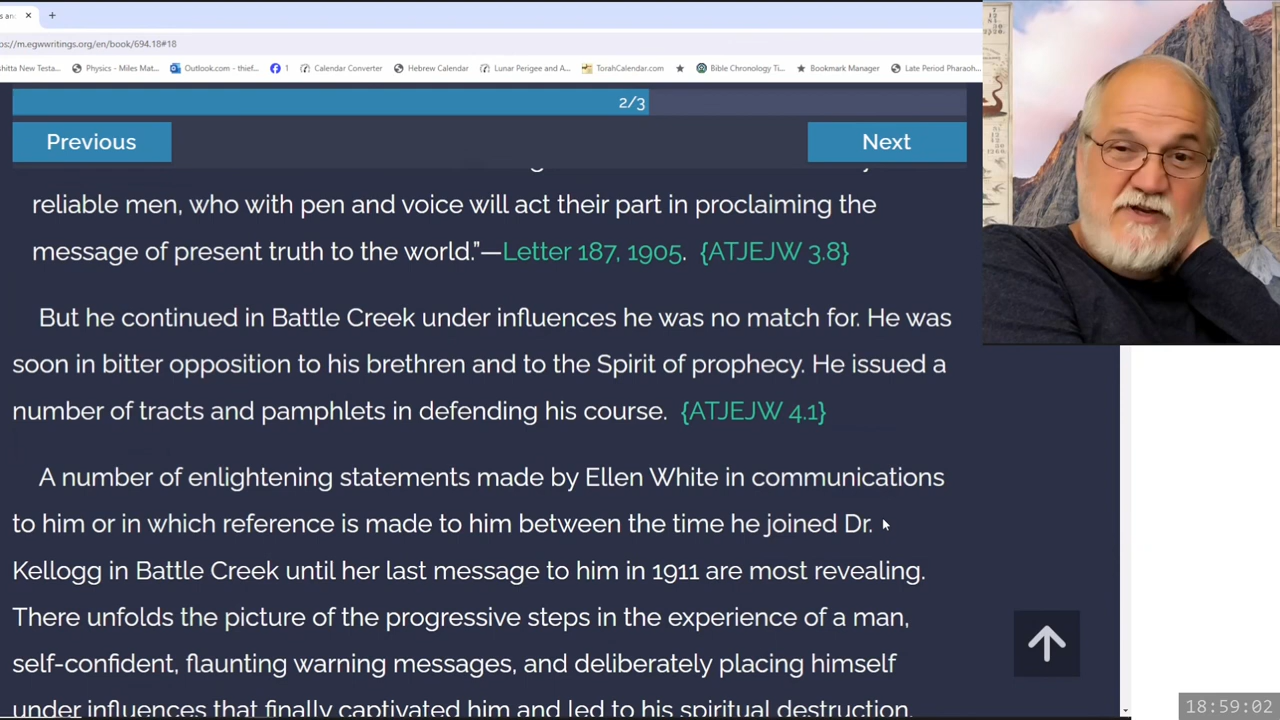 s and
ps://m.egwwritings.org/en/book/694.18#18
shitta New Testa... Physics - Miles Mat... Outlook.com - thief... Calendar Converter Hebrew Calendar Lunar Perigee and A... TorahCalendar.com Bible Chronology Ti... Bookmark Manager Late Period Pharaoh...
2/3
Previous Next
reliable men, who with pen and voice will act their part in proclaiming the
message of present truth to the world."—Letter 187, 1905. {ATJEJW 3.8}
But he continued in Battle Creek under influences he was no match for. He was
soon in bitter opposition to his brethren and to the Spirit of prophecy. He issued a
number of tracts and pamphlets in defending his course. {ATJEJW 4.1}
A number of enlightening statements made by Ellen White in communications
to him or in which reference is made to him between the time he joined Dr.
Kellogg in Battle Creek until her last message to him in 1911 are most revealing.
There unfolds the picture of the progressive steps in the experience of a man,
self-confident, flaunting warning messages, and deliberately placing himself
under influences that finally captivated him and led to his spiritual destruction.
18:59:02